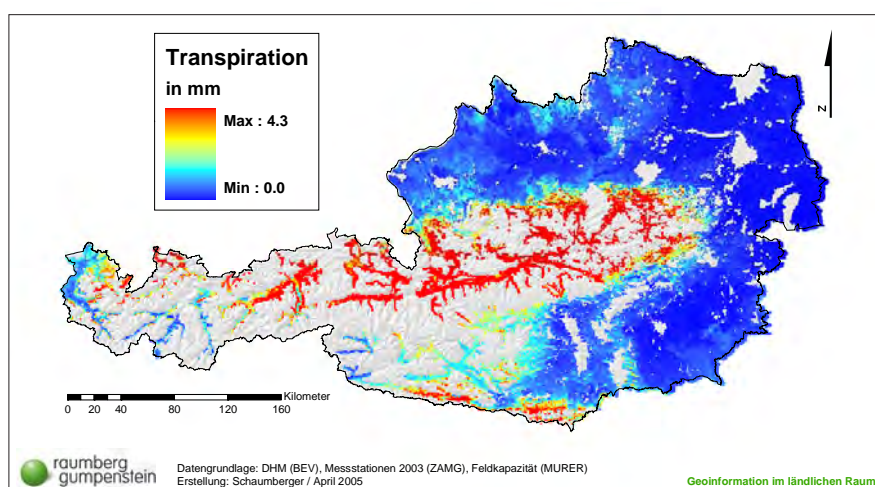 Transpiration
in mm
Max : 4.3
Min : 0.0
N
Kilometer
0 20 40 80 120 160
raumberg
gumpenstein
Datengrundlage: DHM (BEV), Messstationen 2003 (ZAMG), Feldkapazität (MURER)
Erstellung: Schaumberger / April 2005
Geoinformation im ländlichen Raum